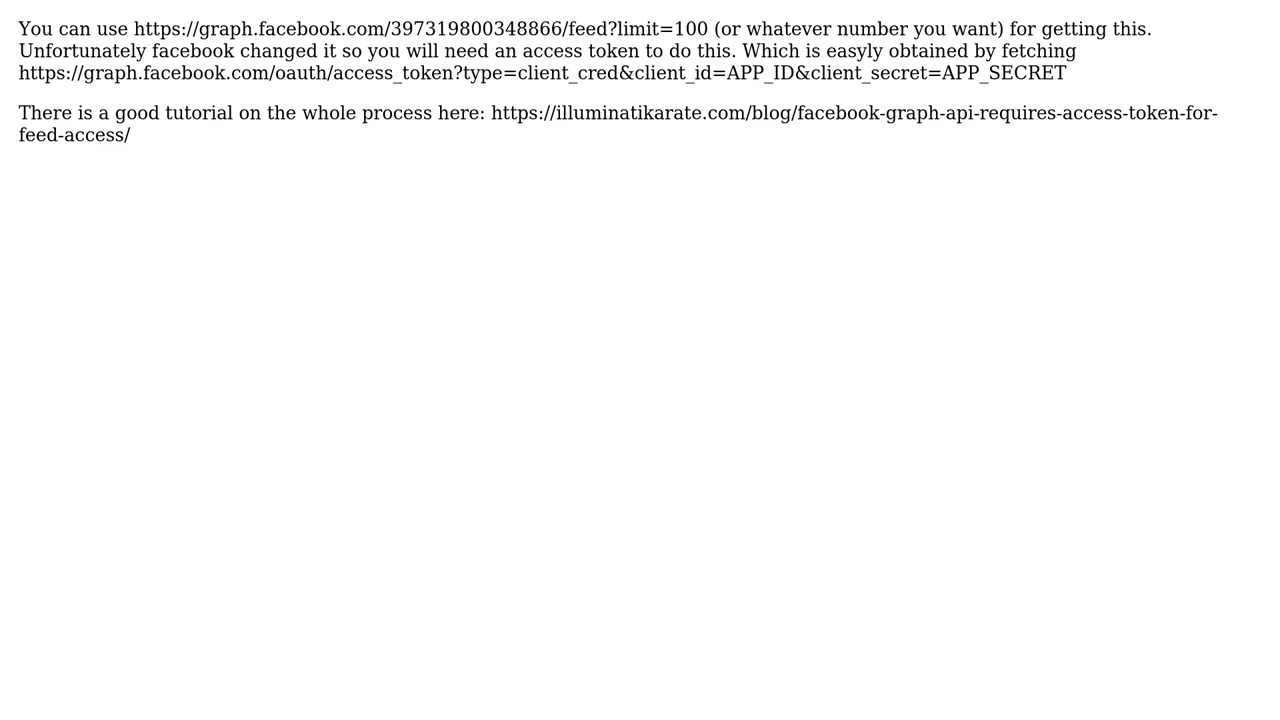 You can use https://graph.facebook.com/397319800348866/feed?limit=100 (or whatever number you want) for getting this.
Unfortunately facebook changed it so you will need an access token to do this. Which is easyly obtained by fetching
https://graph.facebook.com/oauth/access_token?type=client_cred&client_id=APP_ID&client_secret=APP_SECRET
There is a good tutorial on the whole process here: https://illuminatikarate.com/blog/facebook-graph-api-requires-access-token-for-
feed-access/